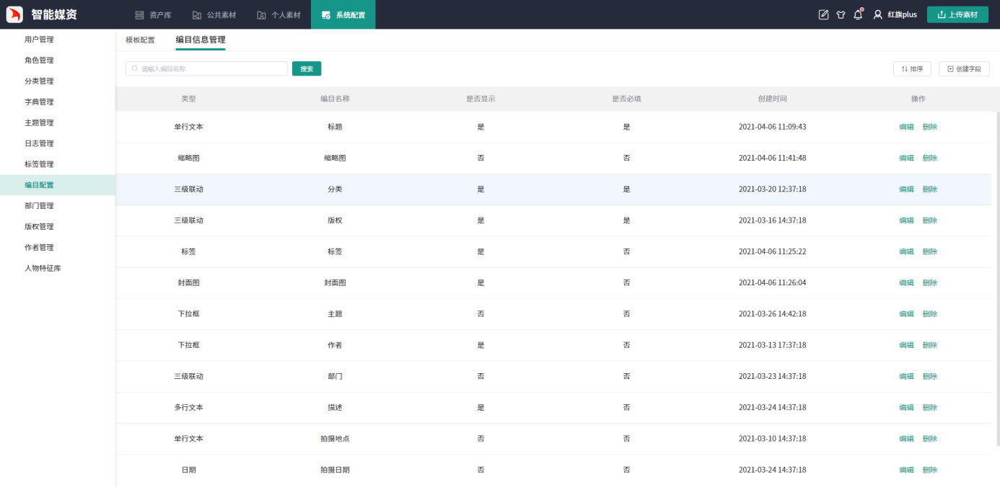 智能媒资
资产库
公共素材
个人素材
系统配置
红旗plus
上传素材
用户管理
角色管理
分类管理
字典管理
主题管理
日志管理
标签管理
编目配置
部门管理
版权管理
作者管理
人物特征库
模板配置 编目信息管理
请输入编目名称 搜索 排序 创建字段
类型 编目名称 是否显示 是否必填 创建时间 操作
单行文本 标题 是 是 2021-04-06 11:09:43 编辑 删除
缩略图 缩略图 否 否 2021-04-06 11:41:48 编辑 删除
三级联动 分类 是 是 2021-03-20 12:37:18 编辑 删除
三级联动 版权 是 是 2021-03-16 14:37:18 编辑 删除
标签 标签 是 否 2021-04-06 11:25:22 编辑 删除
封面图 封面图 是 否 2021-04-06 11:26:04 编辑 删除
下拉框 主题 否 否 2021-03-26 14:42:18 编辑 删除
下拉框 作者 是 否 2021-03-13 17:37:18 编辑 删除
三级联动 部门 否 否 2021-03-23 14:37:18 编辑 删除
多行文本 描述 是 否 2021-03-24 14:37:18 编辑 删除
单行文本 拍摄地点 否 否 2021-03-10 14:37:18 编辑 删除
日期 拍摄日期 否 否 2021-03-24 14:37:18 编辑 删除